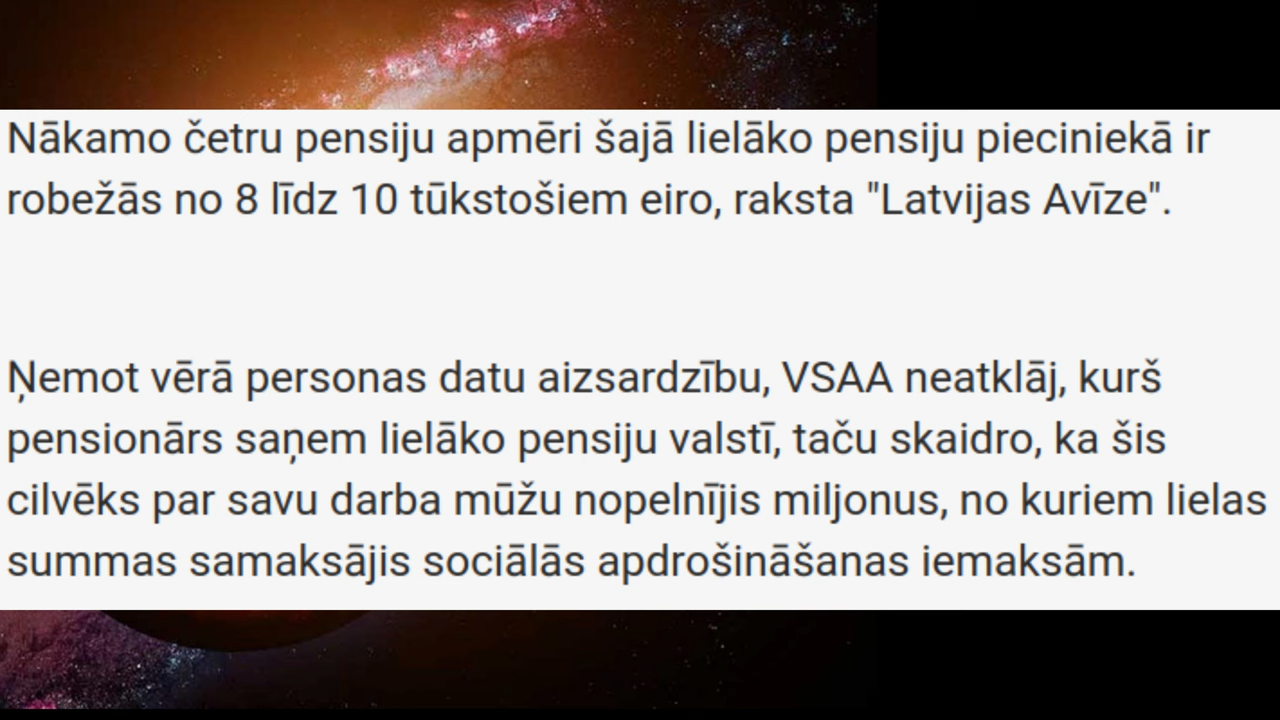 Nākamo četru pensiju apmēri šajā lielāko pensiju pieciniekā ir
robežās no 8 līdz 10 tūkstošiem eiro, raksta "Latvijas Avīze".
Ņemot vērā personas datu aizsardzību, VSAA neatklāj, kurš
pensionārs saņem lielāko pensiju valstī, taču skaidro, ka šis
cilvēks par savu darba mūžu nopelnījis miljonus, no kuriem lielas
summas samaksājis sociālās apdrošināšanas iemaksām.